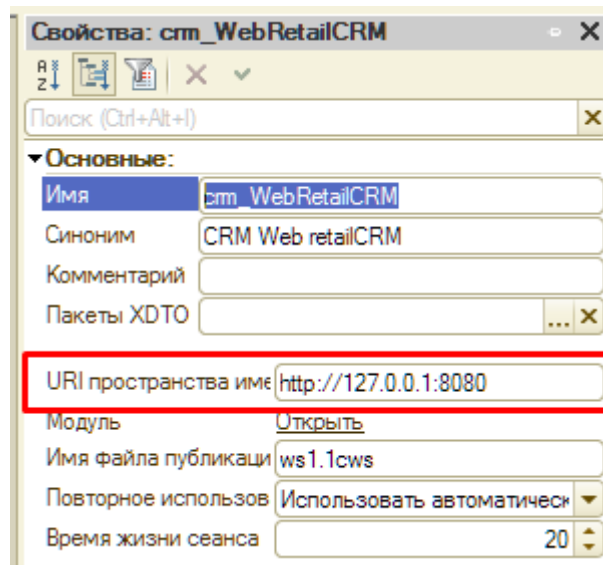 Свойства: crm_WebRetailCRM
Поиск (Ctrl+Alt+I)
Основные:
Имя crm_WebRetailCRM
Синоним CRM Web retailCRM
Комментарий
Пакеты XDTO ...
URI пространства име http://127.0.0.1:8080
Модуль Открыть
Имя файла публикаци ws1.1cws
Повторное использов Использовать автоматическ
Время жизни сеанса 20